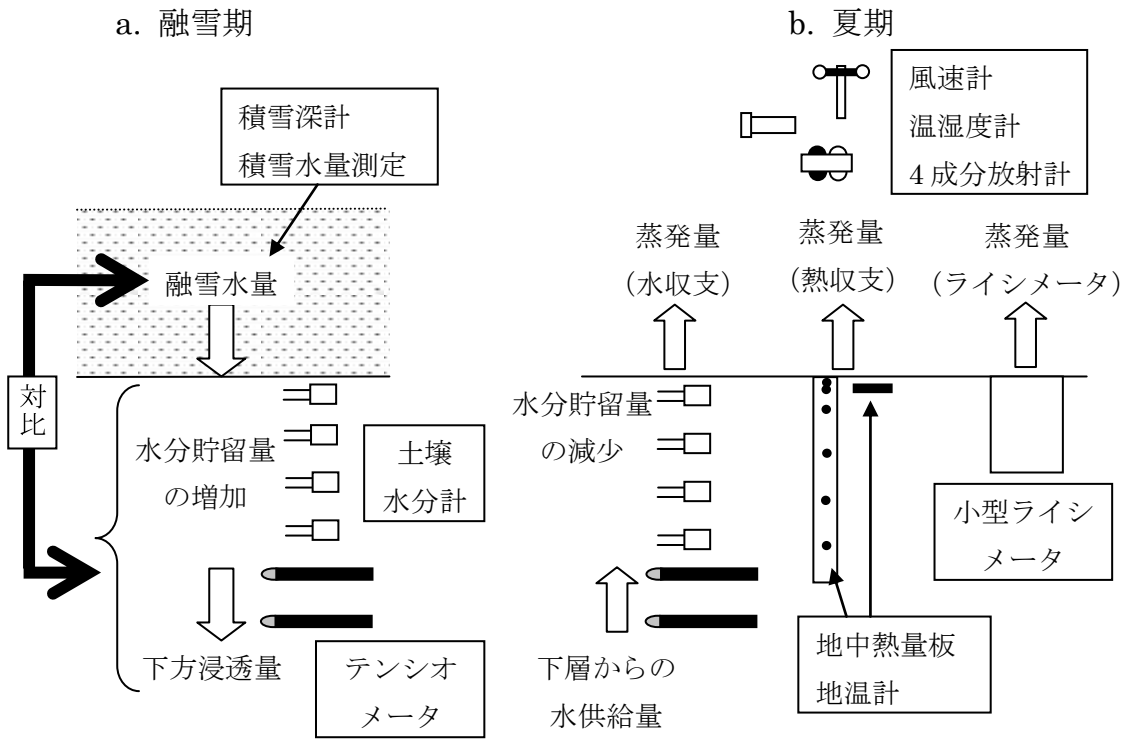 a. 融雪期
積雪深計
積雪水量測定
融雪水量
対
比
水分貯留量
の増加
土壌
水分計
下方浸透量
テンシオ
メータ
b. 夏期
風速計
温湿度計
4成分放射計
蒸発量
（水収支）
蒸発量
（熱収支）
蒸発量
（ライシメータ）
水分貯留量
の減少
小型ライシ
メータ
下層からの
水供給量
地中熱量板
地温計